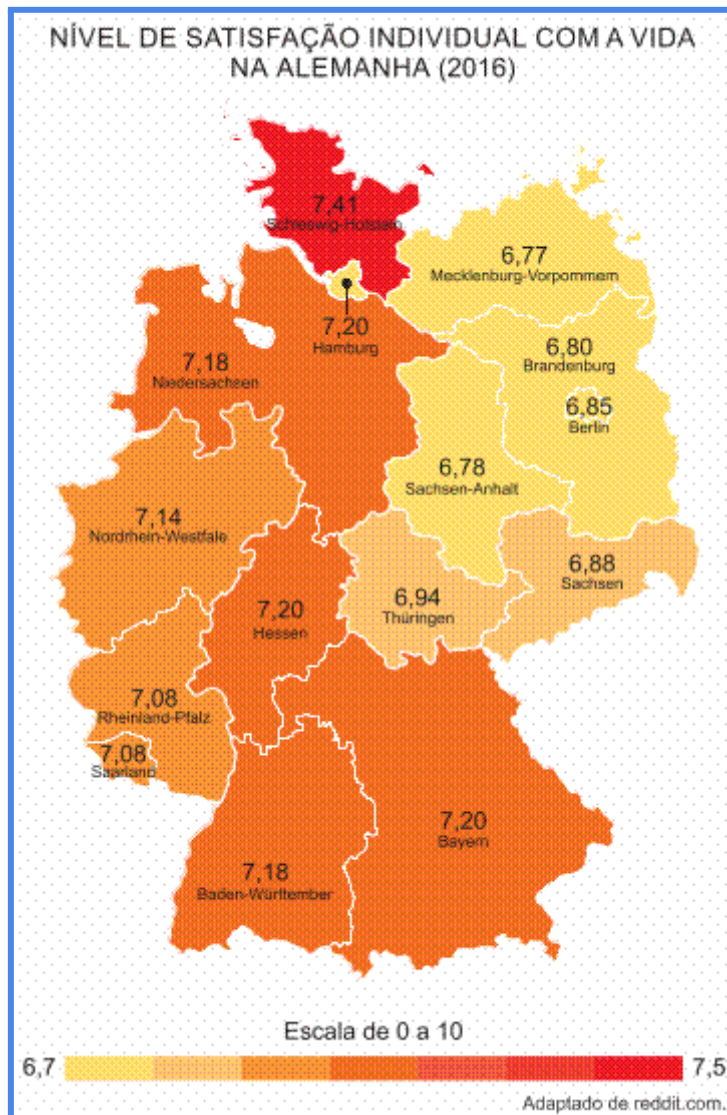 NÍVEL DE SATISFAÇÃO INDIVIDUAL COM A VIDA
NA ALEMANHA (2016)
7,41
Schleswig-Holstein
6,77
Mecklenburg-Vorpommem
7,20
Hamburg
7,18
Niedersachsen
6,80
Brandenburg
6,85
Berlin
6,78
Sachsen-Anhalt
7,14
Nordrhein-Westfale
6,88
Sachsen
6,94
Thüringen
7,20
Hessen
7,08
Rheinland-Pfalz
7,08
Saarland
7,20
Bayern
7,18
Baden-Württember
Escala de 0 a 10
6,7
7,5
Adaptado de reddit.com.